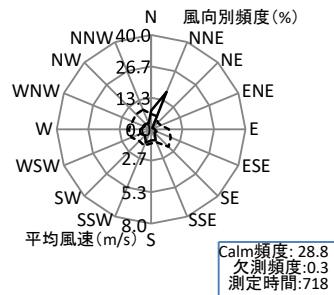 N 風向別頻度(%)
40.0
NNW NNE
NW 26.7 NE
WNW 13.3 ENE
W 0.0 E
WSW 2.7 ESE
SW 5.3 SE
SSW SSE
8.0
平均風速(m/s) S
Calm頻度: 28.8
欠測頻度:0.3
測定時間:718